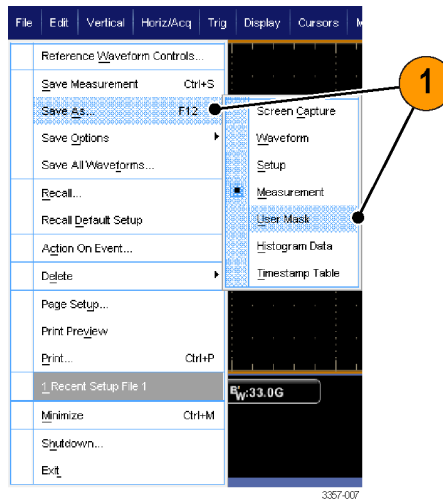 File Edit Vertical Horiz/Acq Trig Display Cursors
Reference Waveform Controls...
Save Measurement Ctrl+S
1
Save As... F12
Save Options
Save All Waveforms...
Recall...
Recall Default Setup
Action On Event...
Delete
Screen Capture
Waveform
Setup
Measurement
User Mask
Histogram Data
Timestamp Table
Page Setup...
Print Preview
Print... Ctrl+P
1 Recent Setup File 1
BW:33.0G
Minimize Ctrl+M
Shutdown...
Exit
3357-007